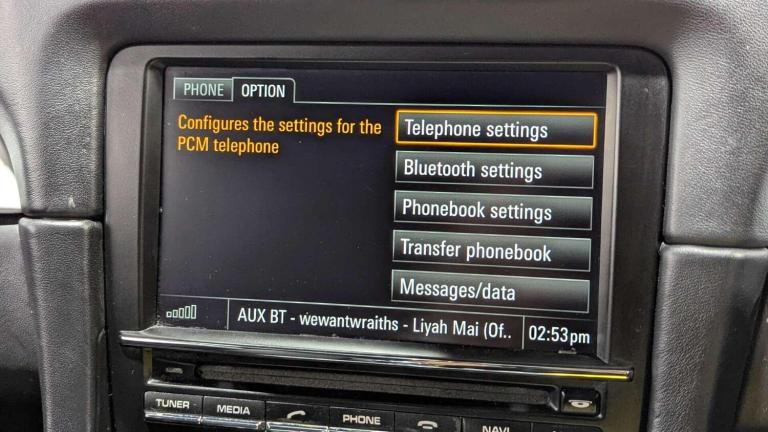 PHONE OPTION
Configures the settings for the
PCM telephone
Telephone settings
Bluetooth settings
Phonebook settings
Transfer phonebook
Messages/data
AUX BT - wewantwraiths - Liyah Mai (Of..
02:53pm
TUNER MEDIA PHONE NAVI